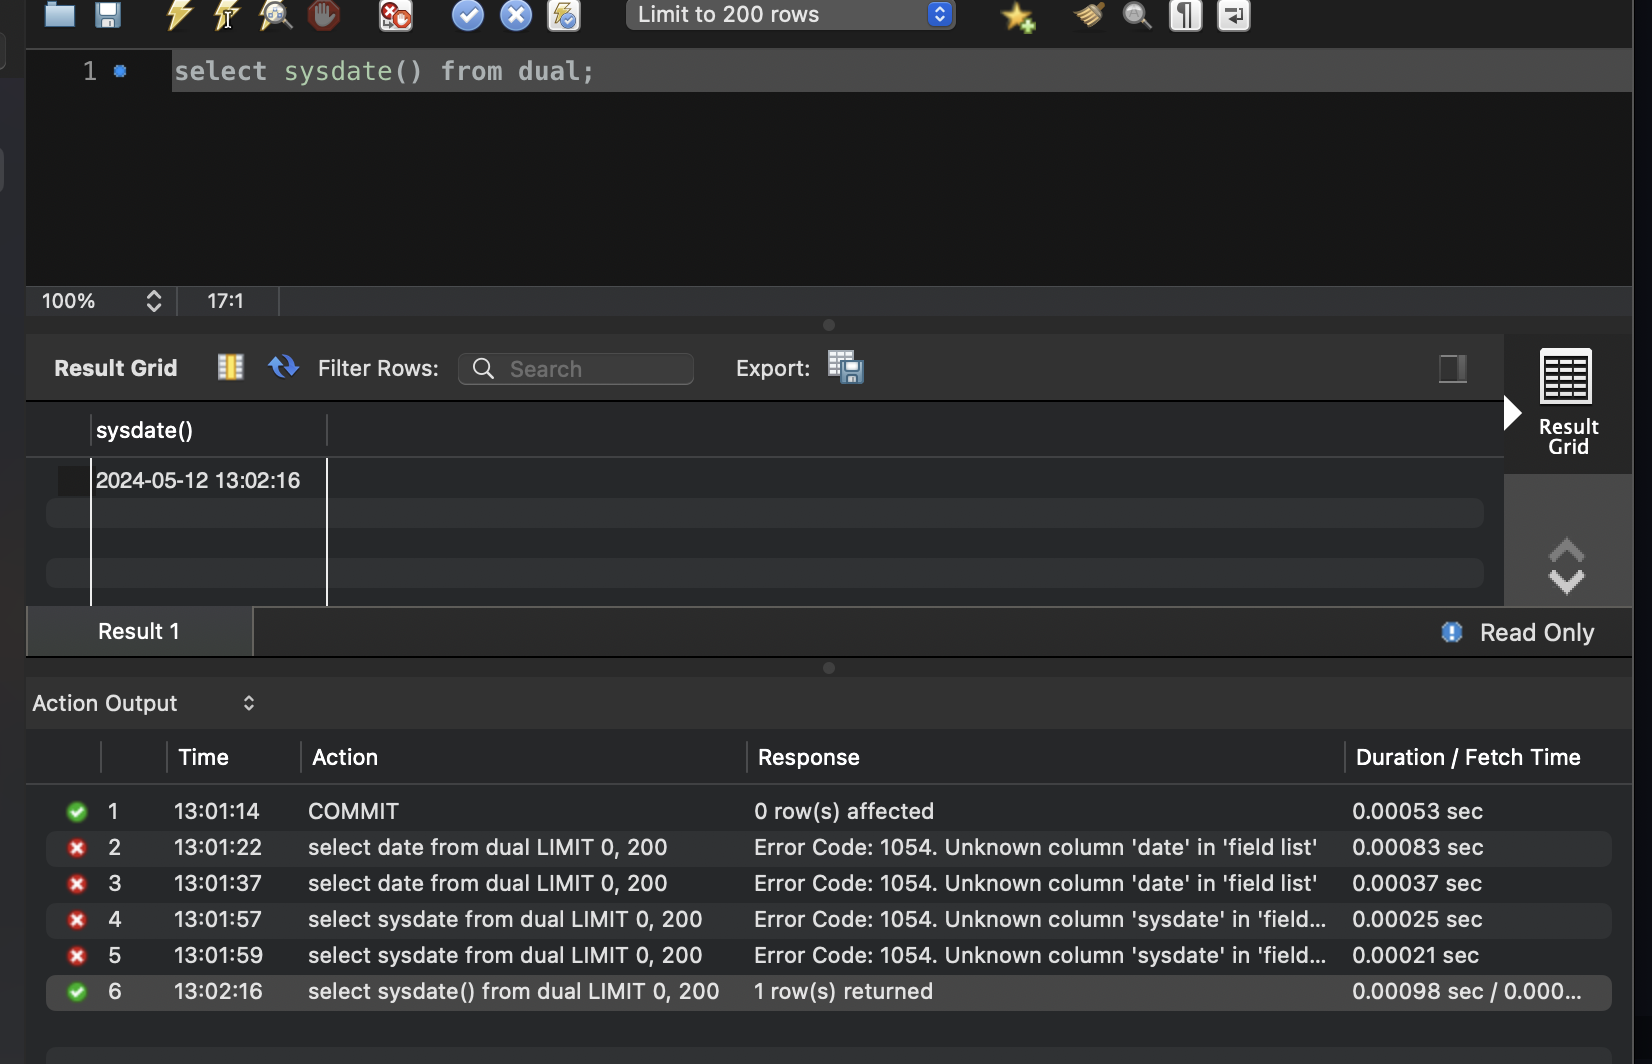 Limit to 200 rows
1 select sysdate() from dual;
100% 17:1
Result Grid Filter Rows: Search Export:
Result
Grid
sysdate()
2024-05-12 13:02:16
Result 1 Read Only
Action Output
Time Action Response Duration / Fetch Time
1 13:01:14 COMMIT 0 row(s) affected 0.00053 sec
2 13:01:22 select date from dual LIMIT 0, 200 Error Code: 1054. Unknown column 'date' in 'field list' 0.00083 sec
3 13:01:37 select date from dual LIMIT 0, 200 Error Code: 1054. Unknown column 'date' in 'field list' 0.00037 sec
4 13:01:57 select sysdate from dual LIMIT 0, 200 Error Code: 1054. Unknown column 'sysdate' in 'field... 0.00025 sec
5 13:01:59 select sysdate from dual LIMIT 0, 200 Error Code: 1054. Unknown column 'sysdate' in 'field... 0.00021 sec
6 13:02:16 select sysdate() from dual LIMIT 0, 200 1 row(s) returned 0.00098 sec / 0.000...